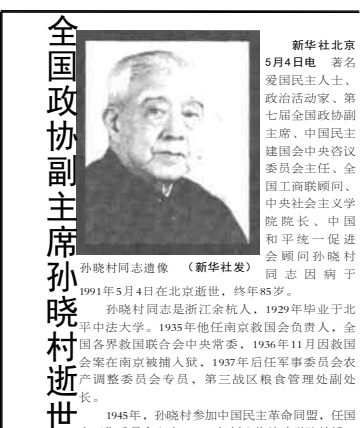 全国政协副主席孙晓村逝世
新华社北京
5月4日电 著名
爱国民主人士、
政治活动家、第
七届全国政协副
主席、中国民主
建国会中央咨议
委员会主任、全
国工商联顾问、
中央社会主义学
院院长、中国
和平统一促进
会顾问孙晓村
同志因病于
孙晓村同志遗像 （新华社发）
1991年5月4日在北京逝世，终年85岁。
孙晓村同志是浙江余杭人，1929年毕业于北
平中法大学。1935年他任南京救国会负责人，全
国各界救国联合会中央常委，1936年11月因救国
会案在南京被捕入狱，1937年后任军事委员会农
产调整委员会专员，第三战区粮食管理处副处
长。
1945年，孙晓村参加中国民主革命同盟，任国